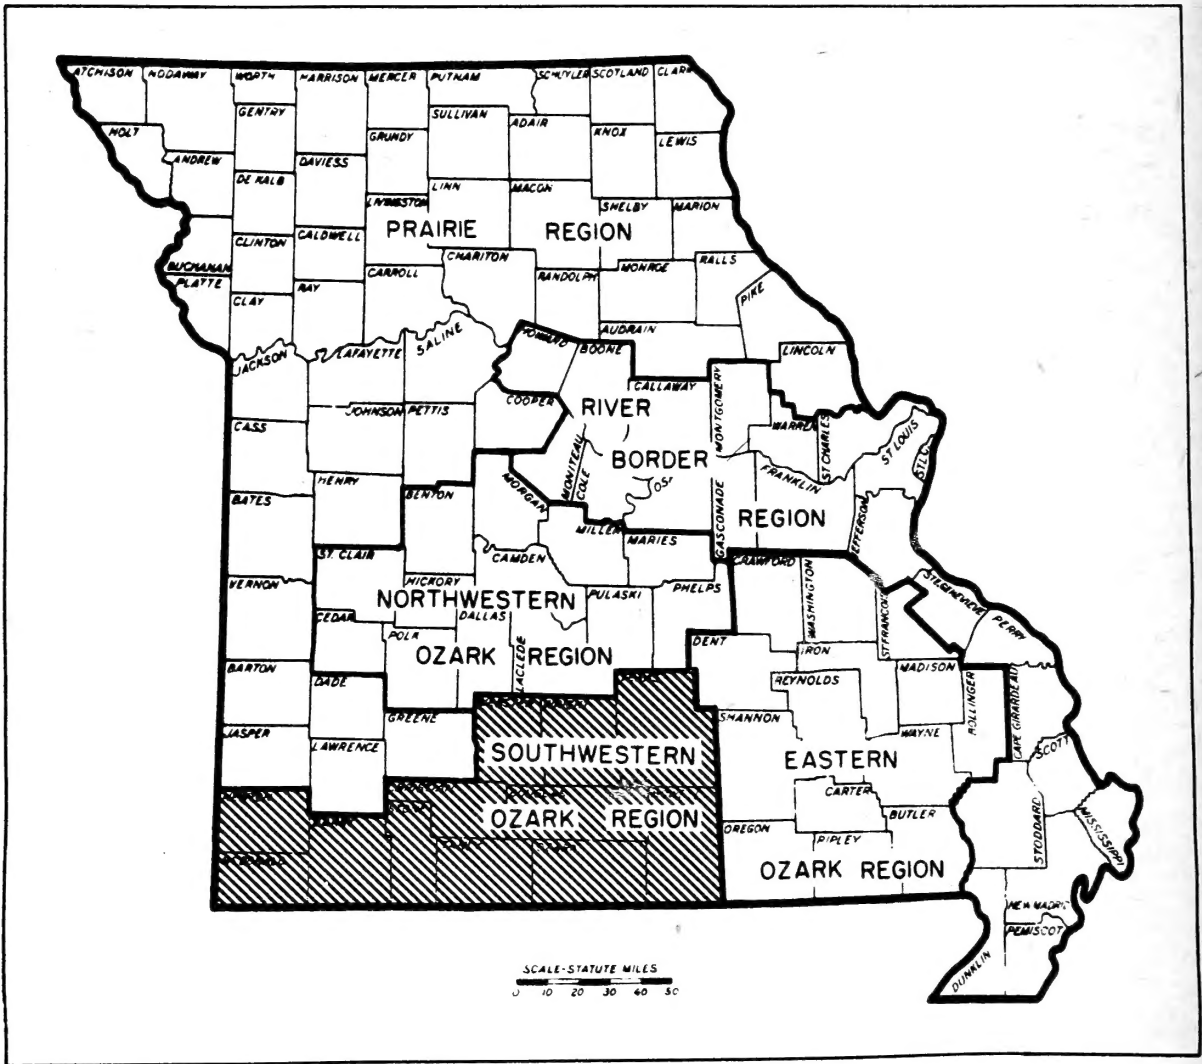 ATCHISON NODAWAY WORTH HARRISON MERCER PUTNAM SCHUYLER SCOTLAND CLARK
GENTRY SULLIVAN ADAIR
HOLT GRUNDY KNOX LEWIS
ANDREW DAVIESS
DE KALB LINN MACON
LIVINGSTON SHELBY MARION
PRAIRIE REGION
CLINTON CALDWELL CHARITON
BUCHANAN CARROLL RANDOLPH MONROE RALLS
PLATTE RAY
CLAY PIKE
AUDRAIN
JACKSON LAFAYETTE SALINE HOWARD BOONE LINCOLN
CALLAWAY
COOPER MONTGOMERY
RIVER
CASS JOHNSON PETTIS WARREN ST CHARLES ST LOUIS
BORDER
MONITEAU
COLE FRANKLIN
HENRY MORGAN
BATES BENTON GASCONADE
REGION
JEFFERSON
MILLER MARIES
ST. CLAIR CAMDEN CRAWFORD
VERNON HICKORY PULASKI PHELPS WASHINGTON STE.GENEVIEVE
NORTHWESTERN
CEDAR DALLAS ST FRANCOIS PERRY
POLK DENT IRON
OZARK REGION
BARTON LACLEDE MADISON
DADE REYNOLDS BOLLINGER CAPE GIRARDEAU
GREENE SHANNON
JASPER LAWRENCE WAYNE SCOTT
SOUTHWESTERN
EASTERN
CARTER STODDARD MISSISSIPPI
OZARK REGION
OREGON RIPLEY BUTLER
OZARK REGION
NEW MADRID
PEMISCOT
DUNKLIN
SCALE-STATUTE MILES
0 10 20 30 40 50